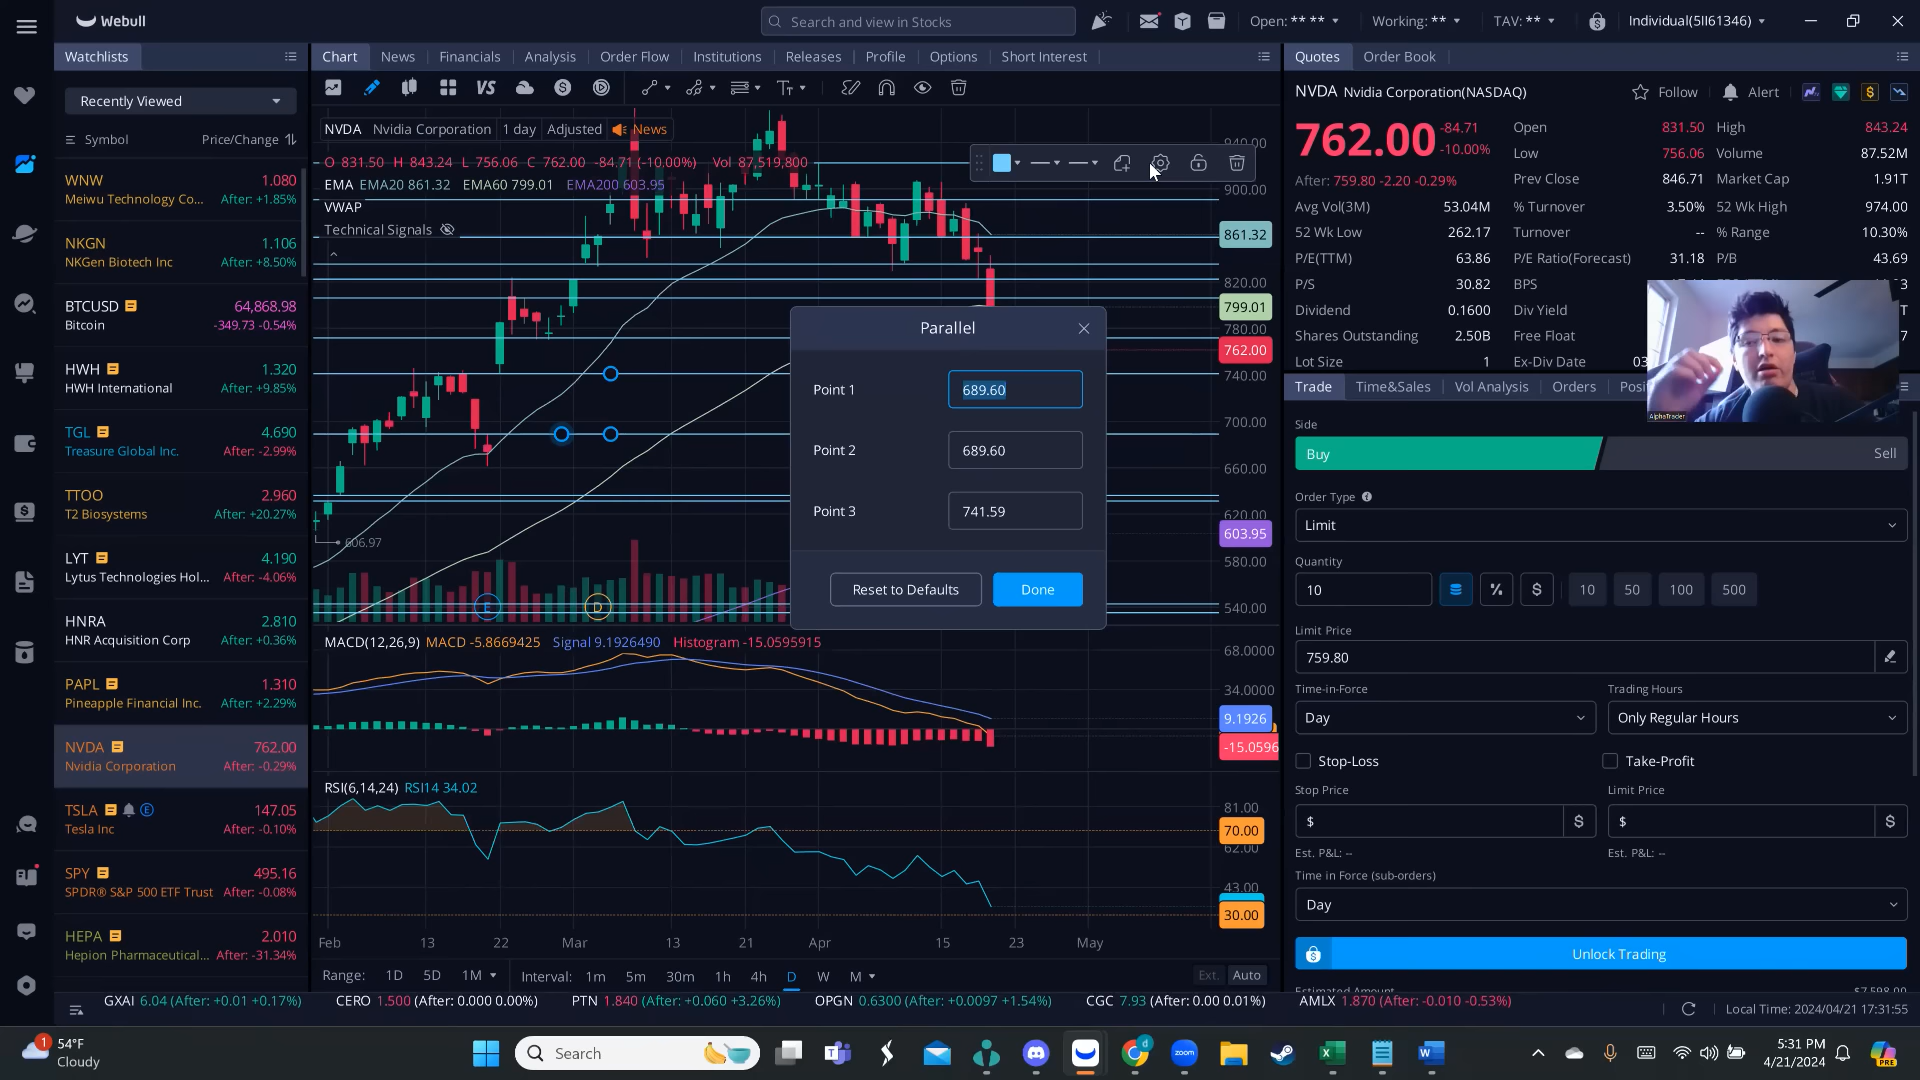 Webull
Search and view in Stocks
Open: ** **
Working: **
TAV: **
Individual(5II61346)
Watchlists
Recently Viewed
Symbol
Price/Change
WNW 1.080
Meiwu Technology Co... After: +1.85%
NKGN 1.106
NKGen Biotech Inc After: +8.50%
BTCUSD 64,868.98
Bitcoin -349.73 -0.54%
HWH 1.320
HWH International After: +9.85%
TGL 4.690
Treasure Global Inc. After: -2.99%
TTOO 2.960
T2 Biosystems After: +20.27%
LYT 4.190
Lytus Technologies Hol... After: -4.06%
HNRA 2.810
HNR Acquisition Corp After: +0.36%
PAPL 1.310
Pineapple Financial Inc. After: +2.29%
NVDA 762.00
Nvidia Corporation After: -0.29%
TSLA 147.05
Tesla Inc After: -0.10%
SPY 495.16
SPDR® S&P 500 ETF Trust After: -0.08%
HEPA 2.010
Hepion Pharmaceutical... After: -31.34%
Chart News Financials Analysis Order Flow Institutions Releases Profile Options Short Interest
NVDA Nvidia Corporation 1 day Adjusted News
O 831.50 H 843.24 L 756.06 C 762.00 -84.71 (-10.00%) Vol 87,519,800
EMA EMA20 861.32 EMA60 799.01 EMA200 603.95
VWAP
Technical Signals
606.97
E
D
940.00
900.00
861.32
820.00
799.01
780.00
762.00
740.00
700.00
660.00
620.00
603.95
580.00
540.00
Parallel
Point 1 689.60
Point 2 689.60
Point 3 741.59
Reset to Defaults
Done
MACD(12,26,9) MACD -5.8669425 Signal 9.1926490 Histogram -15.0595915
68.0000
34.0000
9.1926
-15.0596
RSI(6,14,24) RSI14 34.02
81.00
70.00
62.00
43.00
30.00
Feb 13 22 Mar 13 21 Apr 15 23 May
Range: 1D 5D 1M
Interval: 1m 5m 30m 1h 4h D W M
Ext. Auto
Quotes Order Book
NVDA Nvidia Corporation(NASDAQ)
Follow
Alert
762.00 -84.71
-10.00%
After: 759.80 -2.20 -0.29%
Open 831.50 High 843.24
Low 756.06 Volume 87.52M
Prev Close 846.71 Market Cap 1.91T
Avg Vol(3M) 53.04M % Turnover 3.50% 52 Wk High 974.00
52 Wk Low 262.17 Turnover -- % Range 10.30%
P/E(TTM) 63.86 P/E Ratio(Forecast) 31.18 P/B 43.69
P/S 30.82 BPS
Dividend 0.1600 Div Yield
Shares Outstanding 2.50B Free Float
Lot Size 1 Ex-Div Date
AlphaTrader
Trade Time&Sales Vol Analysis Orders
Side
Buy
Sell
Order Type
Limit
Quantity
10
% $ 10 50 100 500
Limit Price
759.80
Time-in-Force
Day
Trading Hours
Only Regular Hours
Stop-Loss
Take-Profit
Stop Price
$ $
Limit Price
$ $
Est. P&L: --
Est. P&L: --
Time in Force (sub-orders)
Day
Unlock Trading
GXAI 6.04 (After: +0.01 +0.17%) CERO 1.500 (After: 0.000 0.00%) PTN 1.840 (After: +0.060 +3.26%) OPGN 0.6300 (After: +0.0097 +1.54%) CGC 7.93 (After: 0.00 0.01%) AMLX 1.870 (After: -0.010 -0.53%)
Local Time: 2024/04/21 17:31:55
1
54°F
Cloudy
Search
zoom
5:31 PM
4/21/2024
PRE